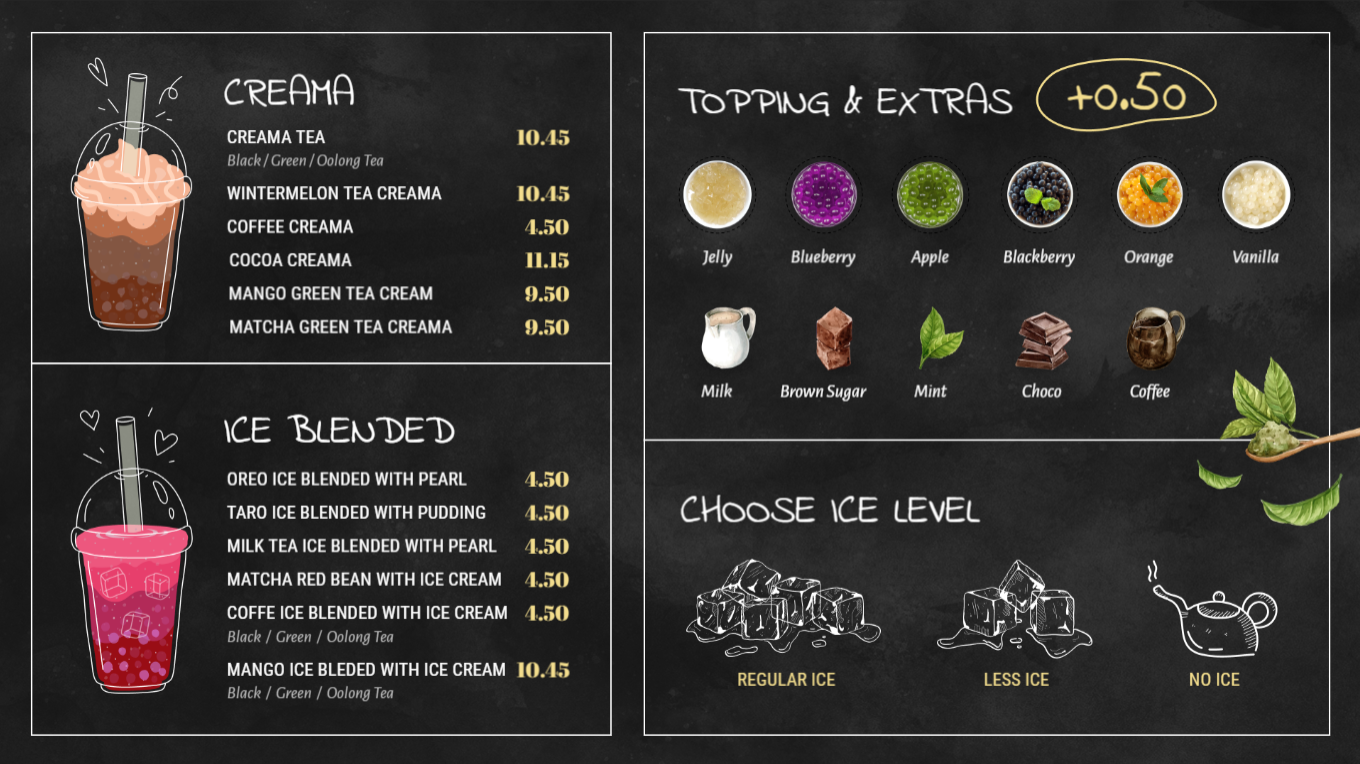 CREAMA
CREAMA TEA 10.45
Black / Green / Oolong Tea
WINTERMELON TEA CREAMA 10.45
COFFEE CREAMA 4.50
COCOA CREAMA 11.15
MANGO GREEN TEA CREAM 9.50
MATCHA GREEN TEA CREAMA 9.50
ICE BLENDED
OREO ICE BLENDED WITH PEARL 4.50
TARO ICE BLENDED WITH PUDDING 4.50
MILK TEA ICE BLENDED WITH PEARL 4.50
MATCHA RED BEAN WITH ICE CREAM 4.50
COFFE ICE BLENDED WITH ICE CREAM 4.50
Black / Green / Oolong Tea
MANGO ICE BLEDED WITH ICE CREAM 10.45
Black / Green / Oolong Tea
TOPPING & EXTRAS +0.50
Jelly Blueberry Apple Blackberry Orange Vanilla
Milk Brown Sugar Mint Choco Coffee
CHOOSE ICE LEVEL
REGULAR ICE LESS ICE NO ICE